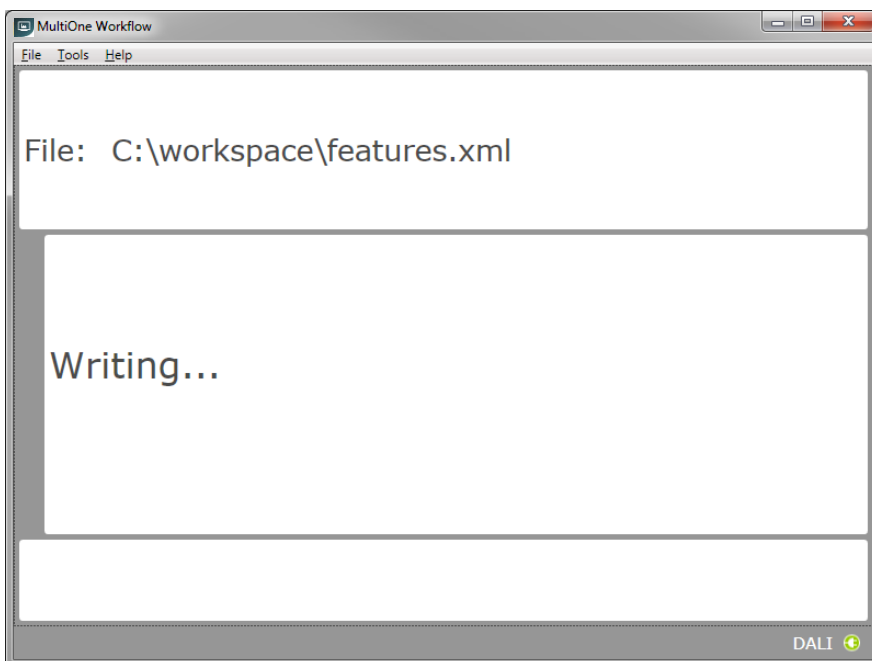 MultiOne Workflow
File Tools Help
File: C:\workspace\features.xml
Writing...
DALI